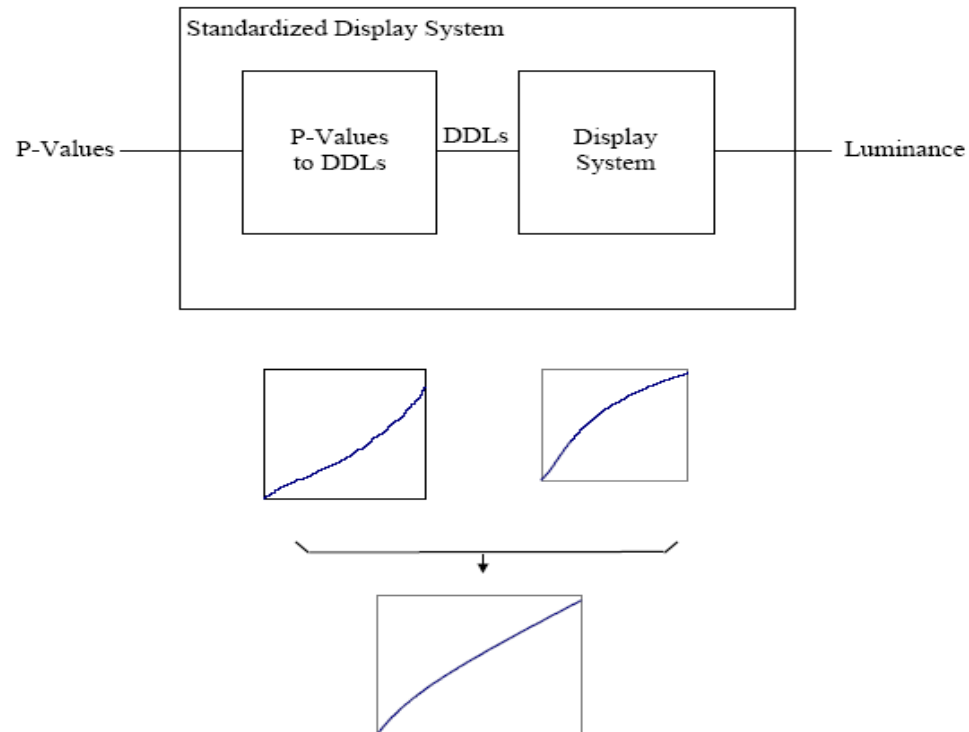 Standardized Display System
P-Values
P-Values
to DDLs
DDLs
Display
System
Luminance